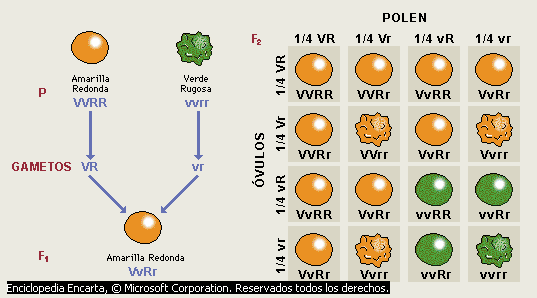 POLEN
F2
1/4 VR 1/4 Vr 1/4 vR 1/4 vr
Amarilla
Redonda
VVRR
Verde
Rugosa
vvrr
P
GAMETOS
VR
vr
F1
Amarilla Redonda
VvRr
ÓVULOS
1/4 VR
VVRR VVRr VvRR VvRr
1/4 Vr
VVRr VVrr VvRr Vvrr
1/4 vR
VvRR VvRr vvRR vvRr
1/4 vr
VvRr Vvrr vvRr vvrr
Enciclopedia Encarta, © Microsoft Corporation. Reservados todos los derechos.